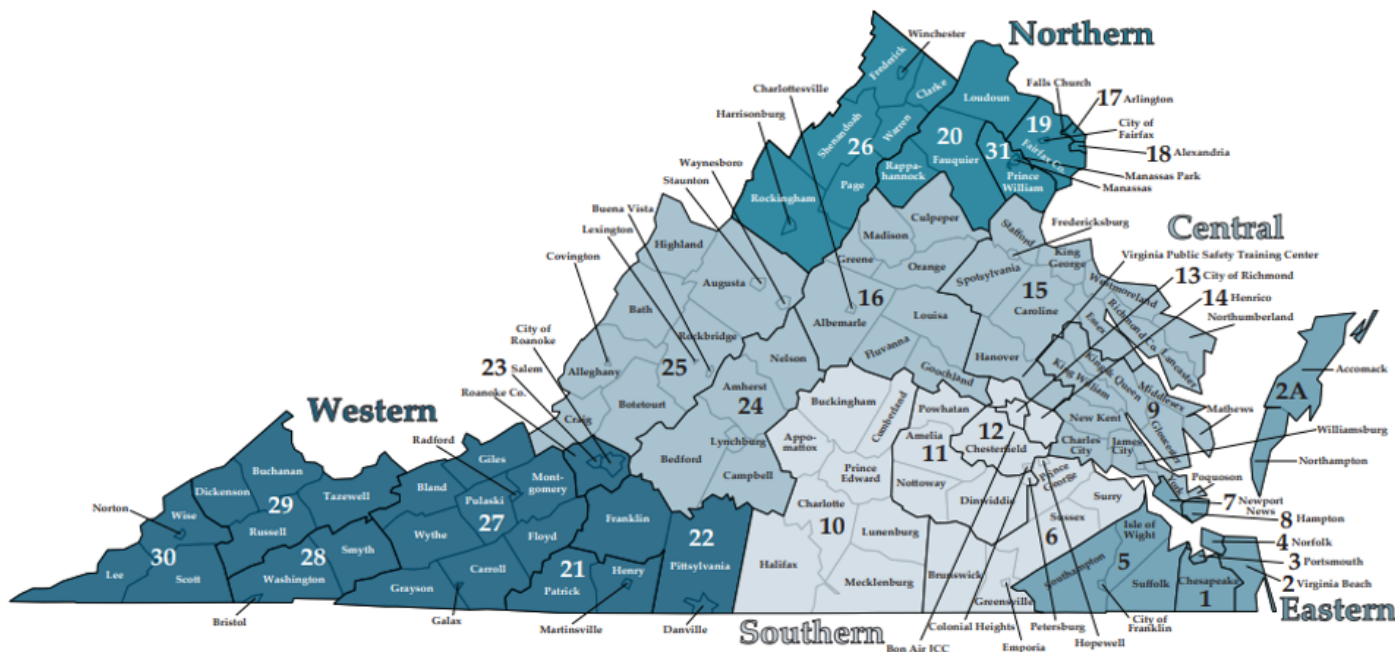 Northern
Winchester
Frederick
Clarke
Charlottesville
Harrisonburg
Loudoun
Falls Church
17 Arlington
19
City of
Fairfax
Fairfax Co.
18 Alexandria
Shenandoah
Warren
26
20
Fauquier
31
Prince
William
Manassas Park
Manassas
Waynesboro
Staunton
Buena Vista
Lexington
Covington
City of
Roanoke
23 Salem
Roanoke Co.
Rockingham
Page
Rappa-
hannock
Central
Culpeper
Madison
Greene
Orange
Stafford
Fredericksburg
King
George
Virginia Public Safety Training Center
13 City of Richmond
14 Henrico
Spotsylvania
15
Caroline
Westmoreland
Richmond Co.
Northumberland
Essex
Lancaster
Highland
Augusta
Bath
Rockbridge
16
Albemarle
Louisa
Fluvanna
Goochland
Hanover
Nelson
Alleghany
25
Botetourt
Craig
Amherst
24
Lynchburg
Bedford
Campbell
King William
King & Queen
Middlesex
9
Mathews
Gloucester
New Kent
Charles
City
James
City
Williamsburg
York
Poquoson
7 Newport
News
8 Hampton
4 Norfolk
3 Portsmouth
2 Virginia Beach
Eastern
2A
Accomack
Northampton
Western
Radford
Giles
Buchanan
Dickenson
29
Tazewell
Norton
Wise
Russell
30
Lee
Scott
28
Washington
Smyth
Bristol
Bland
Pulaski
Mont-
gomery
27
Wythe
Floyd
Carroll
Grayson
Galax
Franklin
21
Patrick
Henry
Martinsville
22
Pittsylvania
Danville
Southern
Buckingham
Cumberland
Appo-
mattox
Prince
Edward
Charlotte
10
Lunenburg
Halifax
Mecklenburg
Powhatan
Amelia
11
Nottoway
Dinwiddie
12
Chesterfield
Prince
George
Surry
Sussex
6
Brunswick
Greensville
Southampton
Isle of
Wight
5
Suffolk
Chesapeake
1
Colonial Heights
Bon Air JCC
Petersburg
Emporia
Hopewell
City of
Franklin